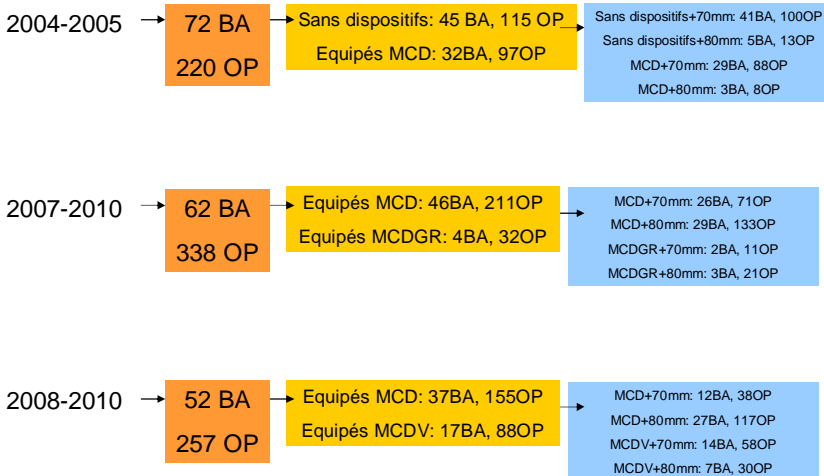 2004-2005
72 BA
220 OP
Sans dispositifs: 45 BA, 115 OP
Equipés MCD: 32BA, 97OP
Sans dispositifs+70mm: 41BA, 100OP
Sans dispositifs+80mm: 5BA, 13OP
MCD+70mm: 29BA, 88OP
MCD+80mm: 3BA, 8OP
2007-2010
62 BA
338 OP
Equipés MCD: 46BA, 211OP
Equipés MCDGR: 4BA, 32OP
MCD+70mm: 26BA, 71OP
MCD+80mm: 29BA, 133OP
MCDGR+70mm: 2BA, 11OP
MCDGR+80mm: 3BA, 21OP
2008-2010
52 BA
257 OP
Equipés MCD: 37BA, 155OP
Equipés MCDV: 17BA, 88OP
MCD+70mm: 12BA, 38OP
MCD+80mm: 27BA, 117OP
MCDV+70mm: 14BA, 58OP
MCDV+80mm: 7BA, 30OP